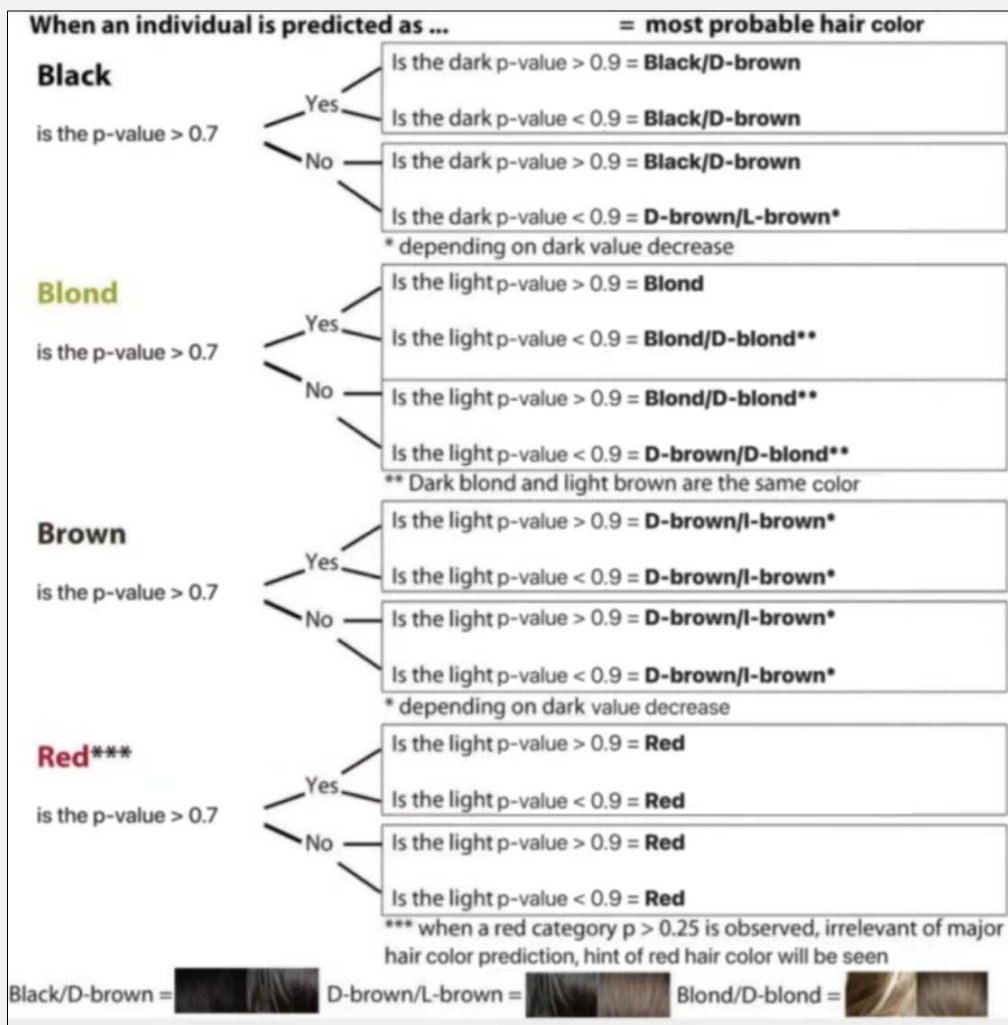 When an individual is predicted as ... = most probable hair color
Black
is the p-value > 0.7
Yes
Is the dark p-value > 0.9 = Black/D-brown
Is the dark p-value < 0.9 = Black/D-brown
No
Is the dark p-value > 0.9 = Black/D-brown
Is the dark p-value < 0.9 = D-brown/L-brown*
* depending on dark value decrease
Blond
is the p-value > 0.7
Yes
Is the light p-value > 0.9 = Blond
Is the light p-value < 0.9 = Blond/D-blond**
No
Is the light p-value > 0.9 = Blond/D-blond**
Is the light p-value < 0.9 = D-brown/D-blond**
** Dark blond and light brown are the same color
Brown
is the p-value > 0.7
Yes
Is the light p-value > 0.9 = D-brown/l-brown*
Is the light p-value < 0.9 = D-brown/l-brown*
No
Is the light p-value > 0.9 = D-brown/l-brown*
Is the light p-value < 0.9 = D-brown/l-brown*
* depending on dark value decrease
Red***
is the p-value > 0.7
Yes
Is the light p-value > 0.9 = Red
Is the light p-value < 0.9 = Red
No
Is the light p-value > 0.9 = Red
Is the light p-value < 0.9 = Red
*** when a red category p > 0.25 is observed, irrelevant of major
hair color prediction, hint of red hair color will be seen
Black/D-brown = D-brown/L-brown = Blond/D-blond =